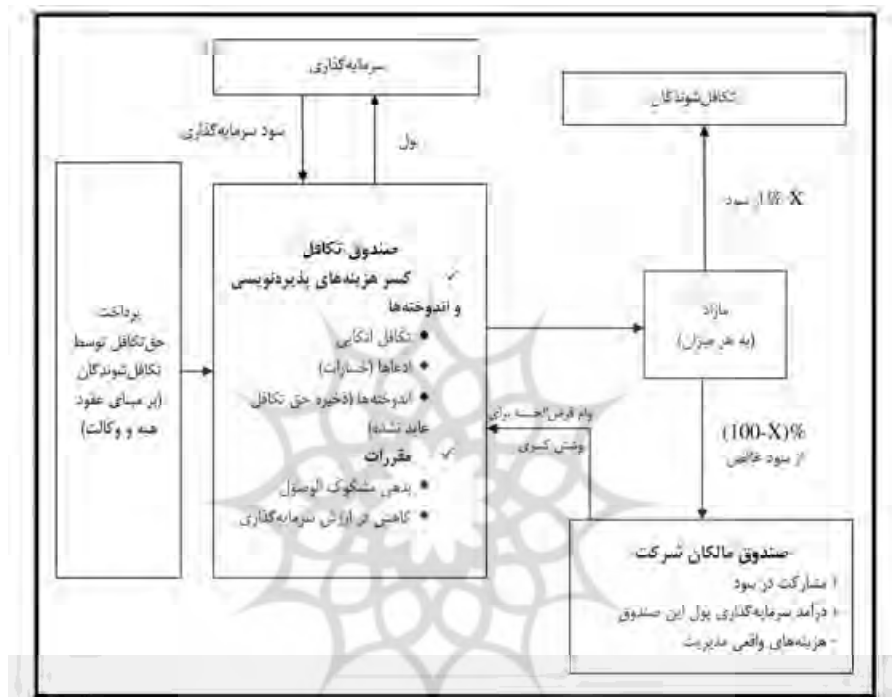 سرمایه‌گذاری
تکافل‌شوندگان
سود سرمایه‌گذاری
پول
X% از سود
صندوق تکافل
✓ کسر هزینه‌های پذیره‌نویسی
و اندوخته‌ها
• تکافل اتکایی
• ادعاها (خسارات)
• اندوخته‌ها (ذخیره حق تکافل
عاید نشده)
✓ مقررات
• بدهی مشکوک الوصول
• کاهش در ارزش سرمایه‌گذاری
پرداخت
حق‌تکافل توسط
تکافل‌شوندگان
(بر مبنای عقود
هبه و وکالت)
مازاد
(به هر میزان)
وام قرض‌الحسنه برای
پوشش کسری
(100-X)%
از سود خالص
صندوق مالکان شرکت
مشارکت در سود
درآمد سرمایه‌گذاری پول این صندوق
- هزینه‌های واقعی مدیریت